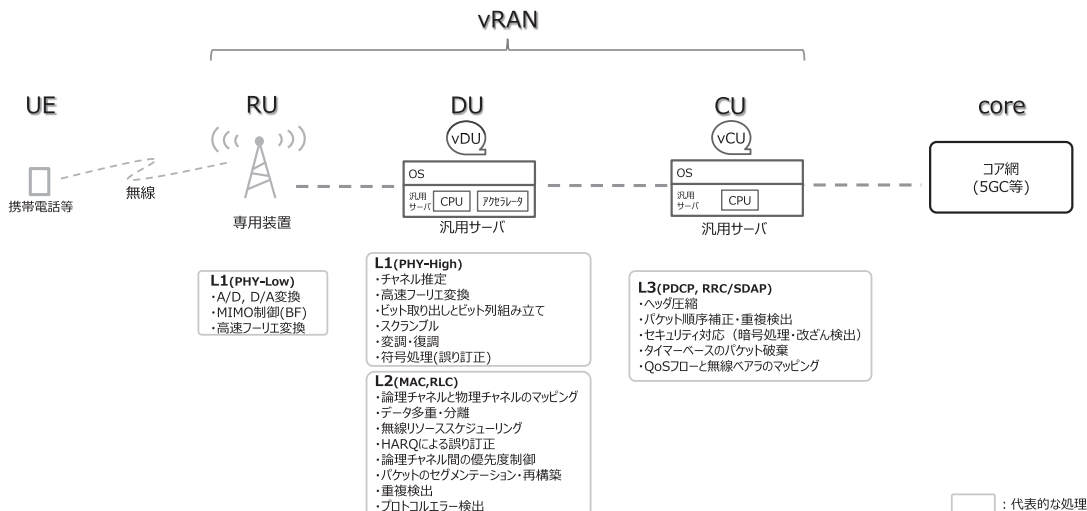 vRAN
UE
RU
DU
CU
core
vDU
vCU
OS
汎用
サーバ
CPU
アクセラレータ
OS
汎用
サーバ
CPU
コア網
(5GC等)
無線
携帯電話等
専用装置
汎用サーバ
汎用サーバ
L1(PHY-Low)
・A/D, D/A変換
・MIMO制御(BF)
・高速フーリエ変換
L1(PHY-High)
・チャネル推定
・高速フーリエ変換
・ビット取り出しとビット列組み立て
・スクランブル
・変調・復調
・符号処理(誤り訂正)
L2(MAC,RLC)
・論理チャネルと物理チャネルのマッピング
・データ多重・分離
・無線リソーススケジューリング
・HARQによる誤り訂正
・論理チャネル間の優先度制御
・パケットのセグメンテーション・再構築
・重複検出
・プロトコルエラー検出
L3(PDCP, RRC/SDAP)
・ヘッダ圧縮
・パケット順序補正・重複検出
・セキュリティ対応（暗号処理・改ざん検出）
・タイマーベースのパケット破棄
・QoSフローと無線ベアラのマッピング
：代表的な処理